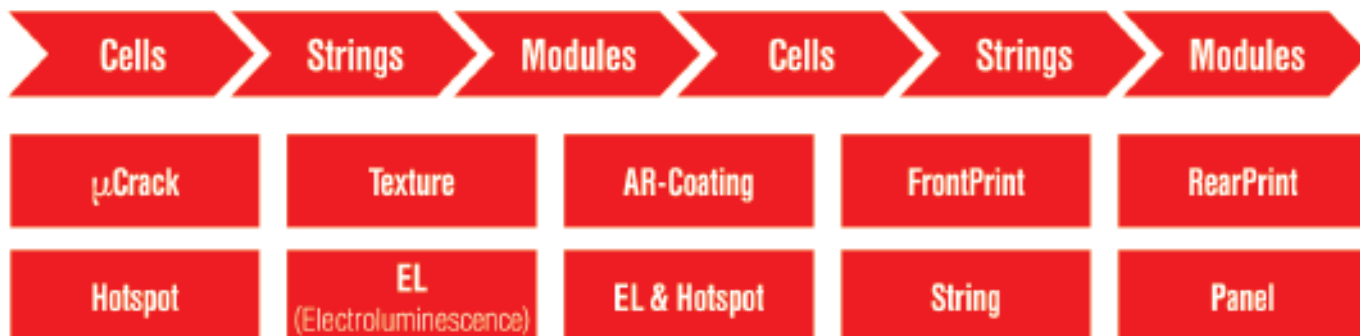 Cells Strings Modules Cells Strings Modules
μCrack Texture AR-Coating FrontPrint RearPrint
Hotspot EL (Electroluminescence) EL & Hotspot String Panel